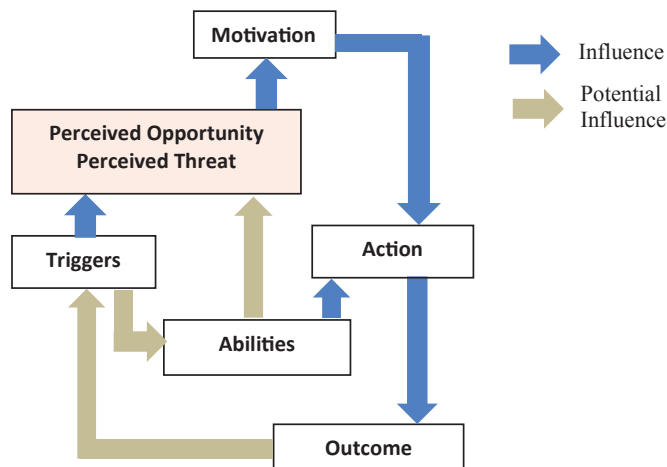 Motivation
Influence
Potential
Influence
Perceived Opportunity
Perceived Threat
Triggers
Action
Abilities
Outcome